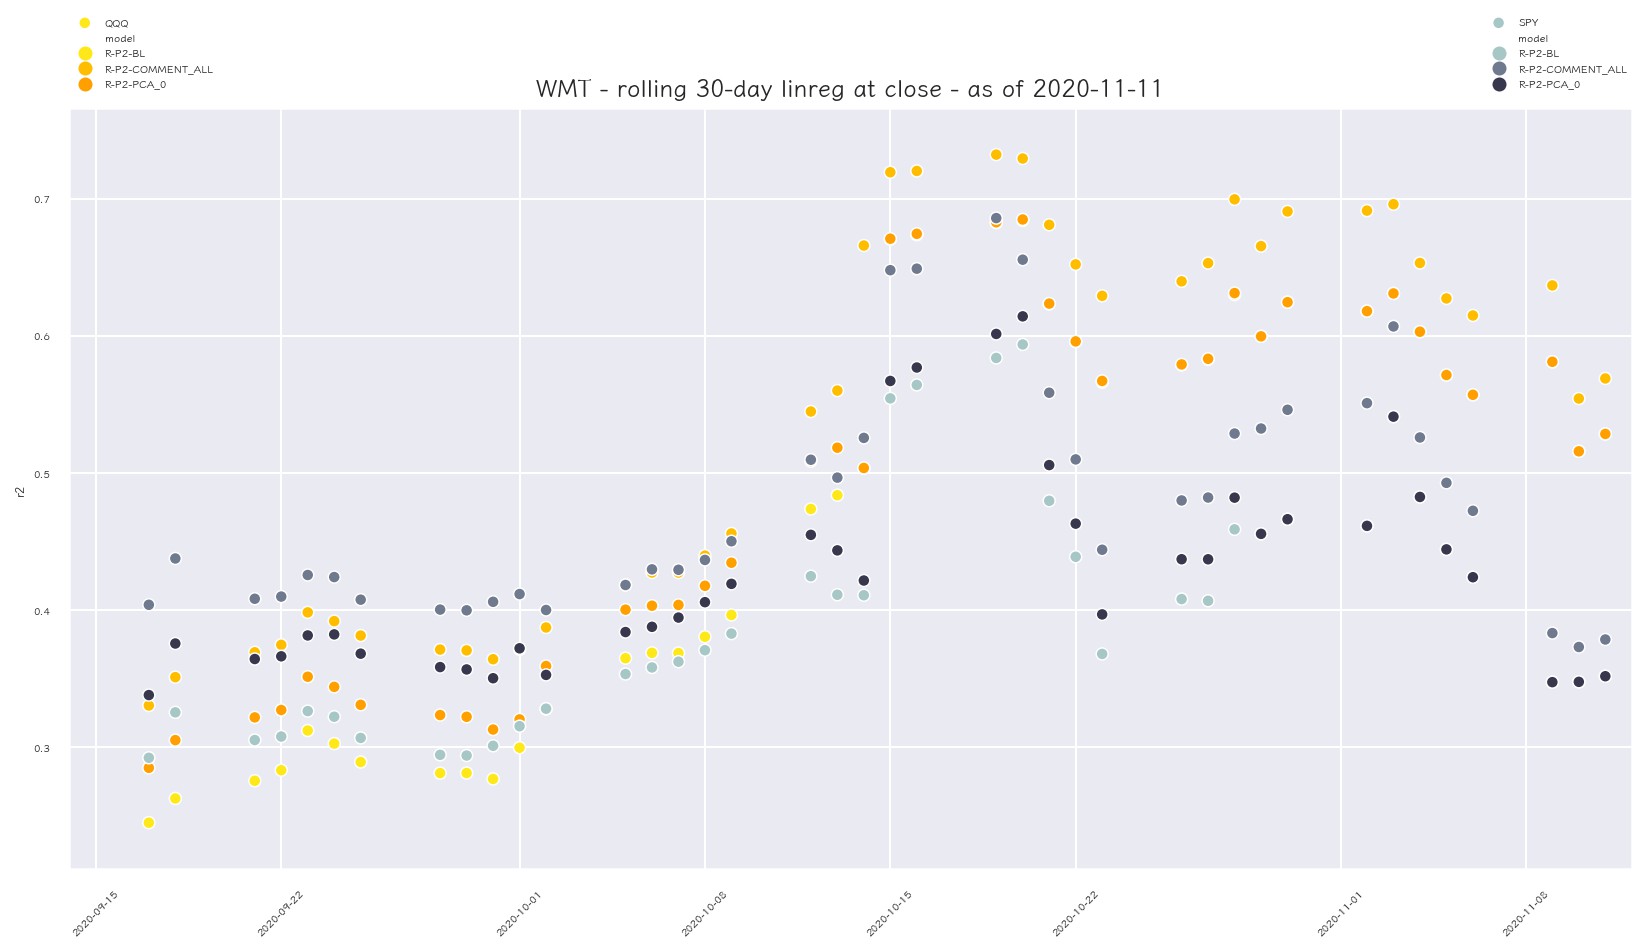 QQQ
model
R-P2-BL
R-P2-COMMENT_ALL
R-P2-PCA_0
SPY
model
R-P2-BL
R-P2-COMMENT_ALL
R-P2-PCA_0
WMT - rolling 30-day linreg at close - as of 2020-11-11
0.7
0.6
0.5
r2
0.4
0.3
2020-09-15
2020-09-22
2020-10-01
2020-10-08
2020-10-15
2020-10-22
2020-11-01
2020-11-08